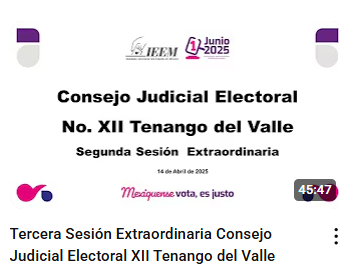 IEEM
1 Junio
2025
Consejo Judicial Electoral
No. XII Tenango del Valle
Segunda Sesión Extraordinaria
14 de Abril de 2025
Mexiquense vota, es justo
45:47
Tercera Sesión Extraordinaria Consejo
Judicial Electoral XII Tenango del Valle